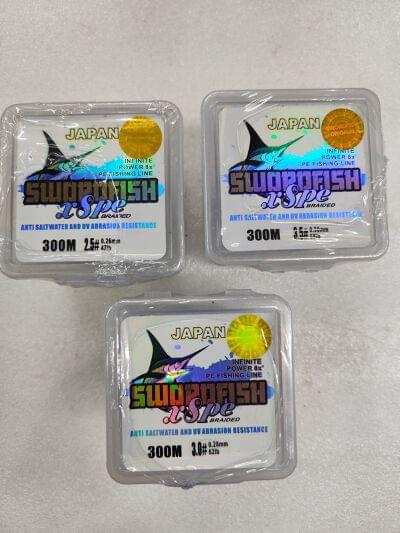 JAPAN
INFINITE
POWER 8x
PE FISHING LINE
SWORDFISH
x8pe
BRAIDED
ANTI SALTWATER AND UV ABRASION RESISTANCE
300M 2.5# 0.26mm
JAPAN
ORIGINAL
INFINITE
POWER 8x
PE FISHING LINE
SWORDFISH
x8pe
BRAIDED
ANTI SALTWATER AND UV ABRASION RESISTANCE
300M 3.5#
JAPAN
INFINITE
POWER 8x
PE FISHING LINE
SWORDFISH
x8pe
BRAIDED
ANTI SALTWATER AND UV ABRASION RESISTANCE
300M 3.0# 0.28mm